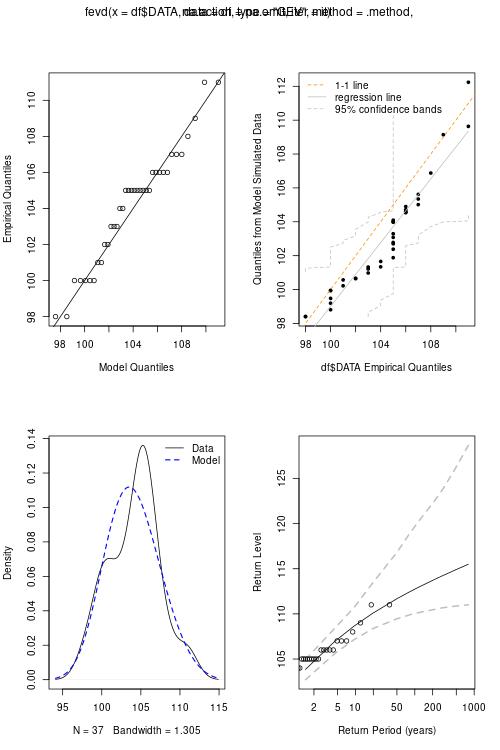 fevd(x = df$DATA, data = df, type = "GEV", method = .method,
110
108
106
104
102
100
98
Empirical Quantiles
98 100 104 108
Model Quantiles
1-1 line
regression line
95% confidence bands
112
110
108
106
104
102
100
98
Quantiles from Model Simulated Data
98 100 104 108
df$DATA Empirical Quantiles
Data
Model
0.14
0.12
0.10
0.08
0.06
0.04
0.02
0.00
Density
95 100 105 110 115
N = 37 Bandwidth = 1.305
125
120
115
110
105
Return Level
2 5 10 50 200 1000
Return Period (years)